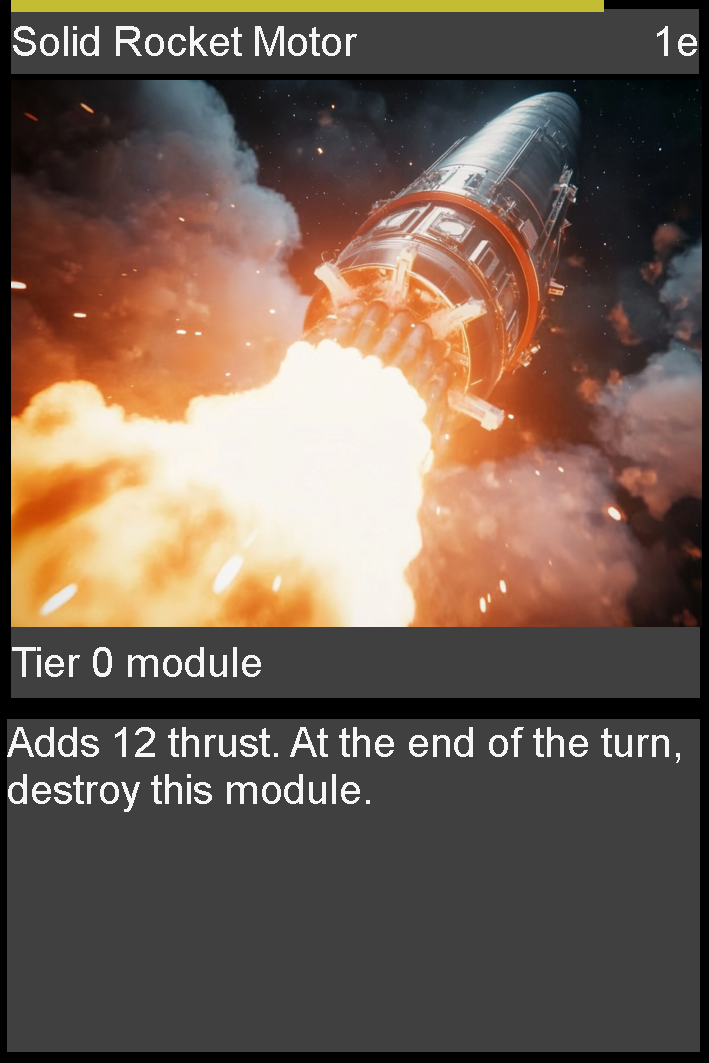 Solid Rocket Motor 1e
Tier 0 module
Adds 12 thrust. At the end of the turn,
destroy this module.